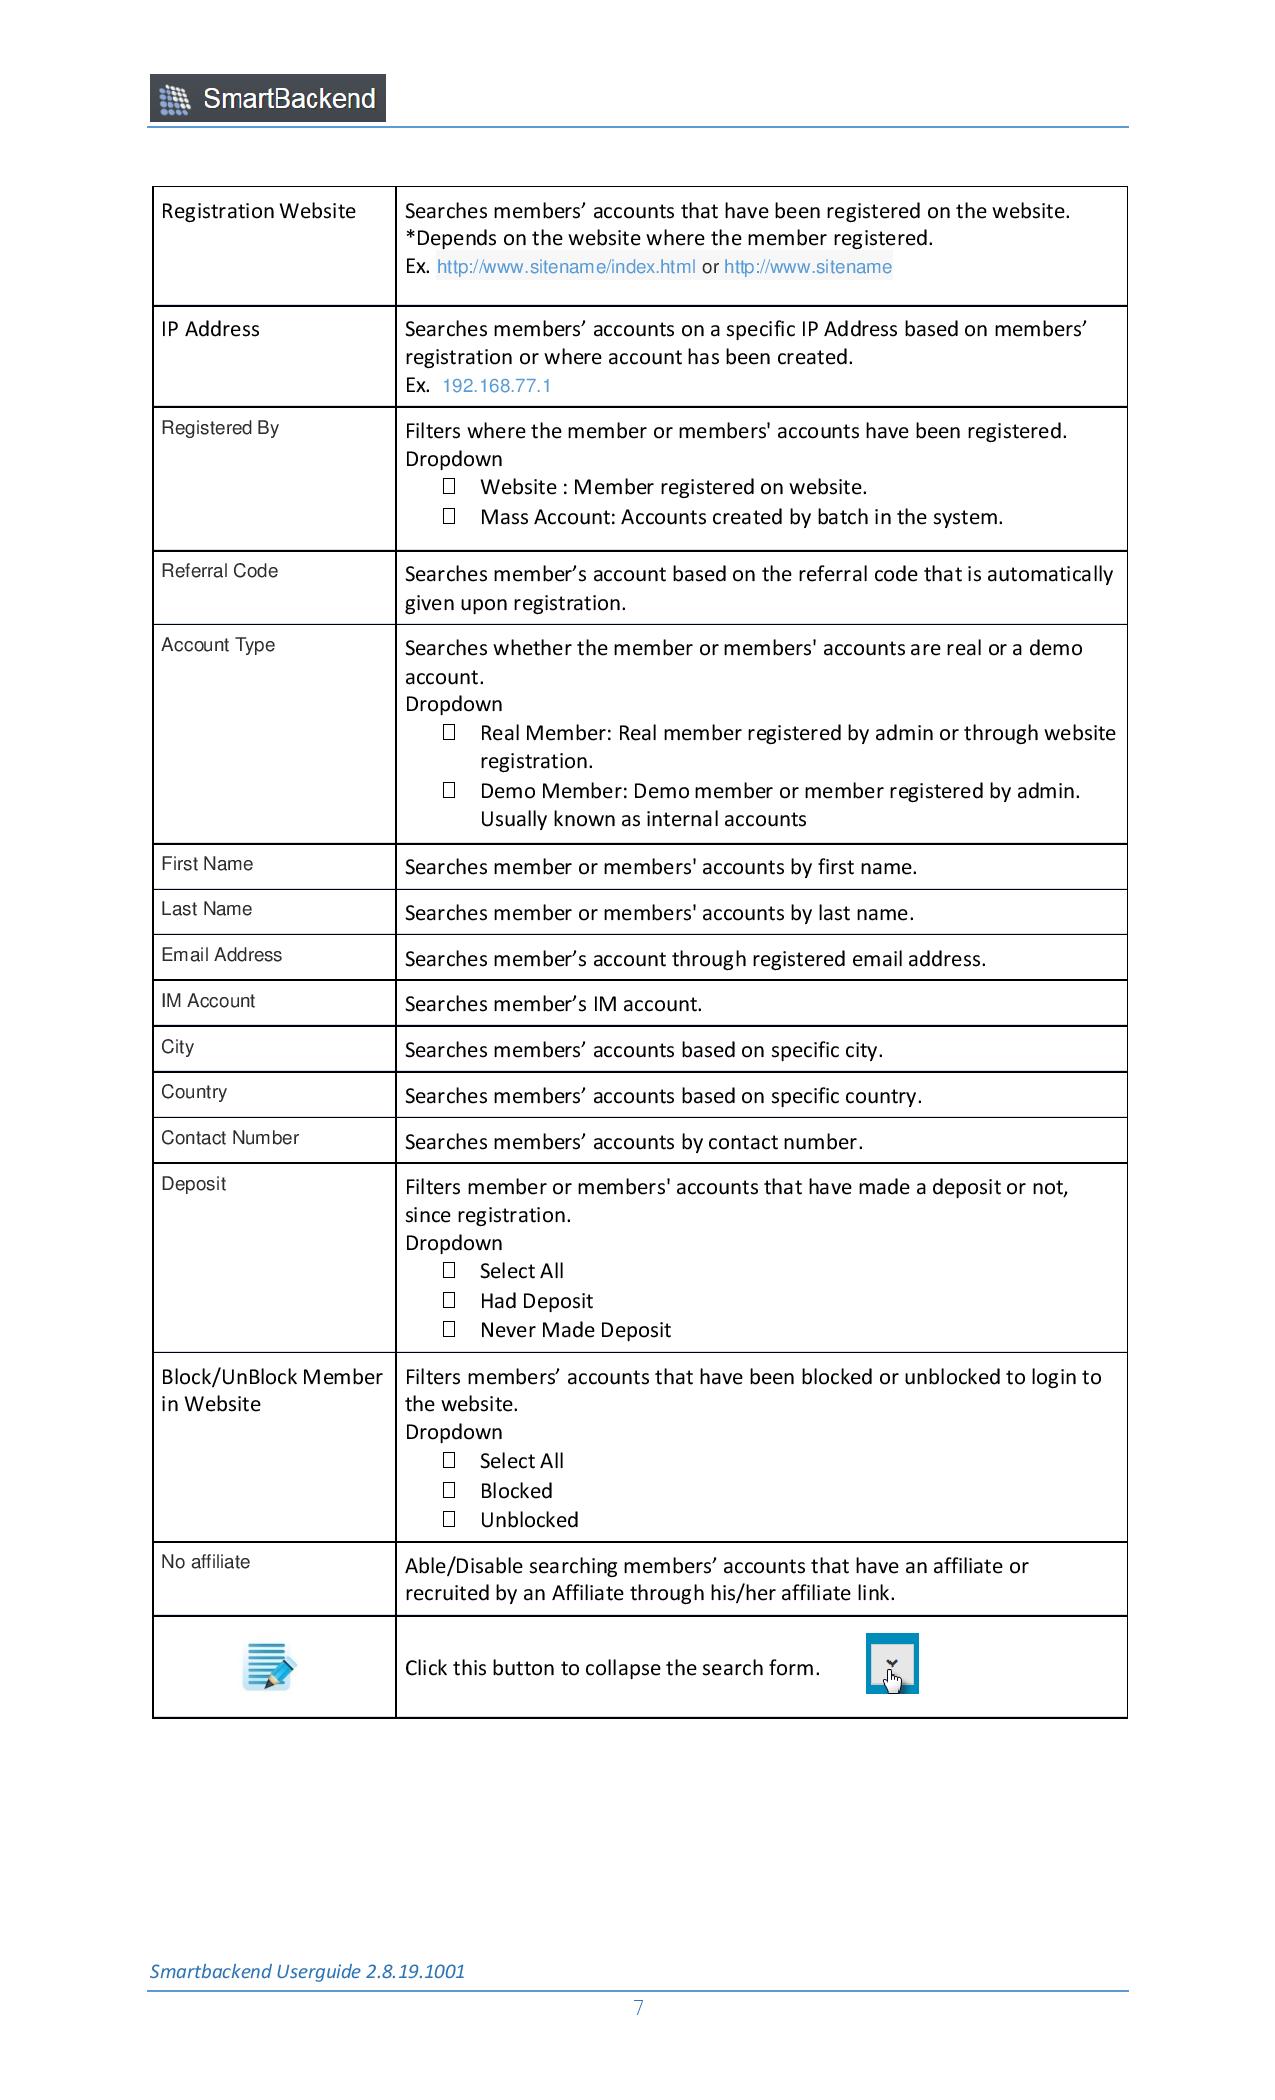 SmartBackend
Registration Website
Searches members’ accounts that have been registered on the website.
*Depends on the website where the member registered.
Ex. http://www.sitename/index.html or http://www.sitename
IP Address
Searches members’ accounts on a specific IP Address based on members’
registration or where account has been created.
Ex. 192.168.77.1
Registered By
Filters where the member or members' accounts have been registered.
Dropdown
Website : Member registered on website.
Mass Account: Accounts created by batch in the system.
Referral Code
Searches member’s account based on the referral code that is automatically
given upon registration.
Account Type
Searches whether the member or members' accounts are real or a demo
account.
Dropdown
Real Member: Real member registered by admin or through website
registration.
Demo Member: Demo member or member registered by admin.
Usually known as internal accounts
First Name
Searches member or members' accounts by first name.
Last Name
Searches member or members' accounts by last name.
Email Address
Searches member’s account through registered email address.
IM Account
Searches member’s IM account.
City
Searches members’ accounts based on specific city.
Country
Searches members’ accounts based on specific country.
Contact Number
Searches members’ accounts by contact number.
Deposit
Filters member or members' accounts that have made a deposit or not,
since registration.
Dropdown
Select All
Had Deposit
Never Made Deposit
Block/UnBlock Member
in Website
Filters members’ accounts that have been blocked or unblocked to login to
the website.
Dropdown
Select All
Blocked
Unblocked
No affiliate
Able/Disable searching members’ accounts that have an affiliate or
recruited by an Affiliate through his/her affiliate link.
Click this button to collapse the search form.
Smartbackend Userguide 2.8.19.1001
7